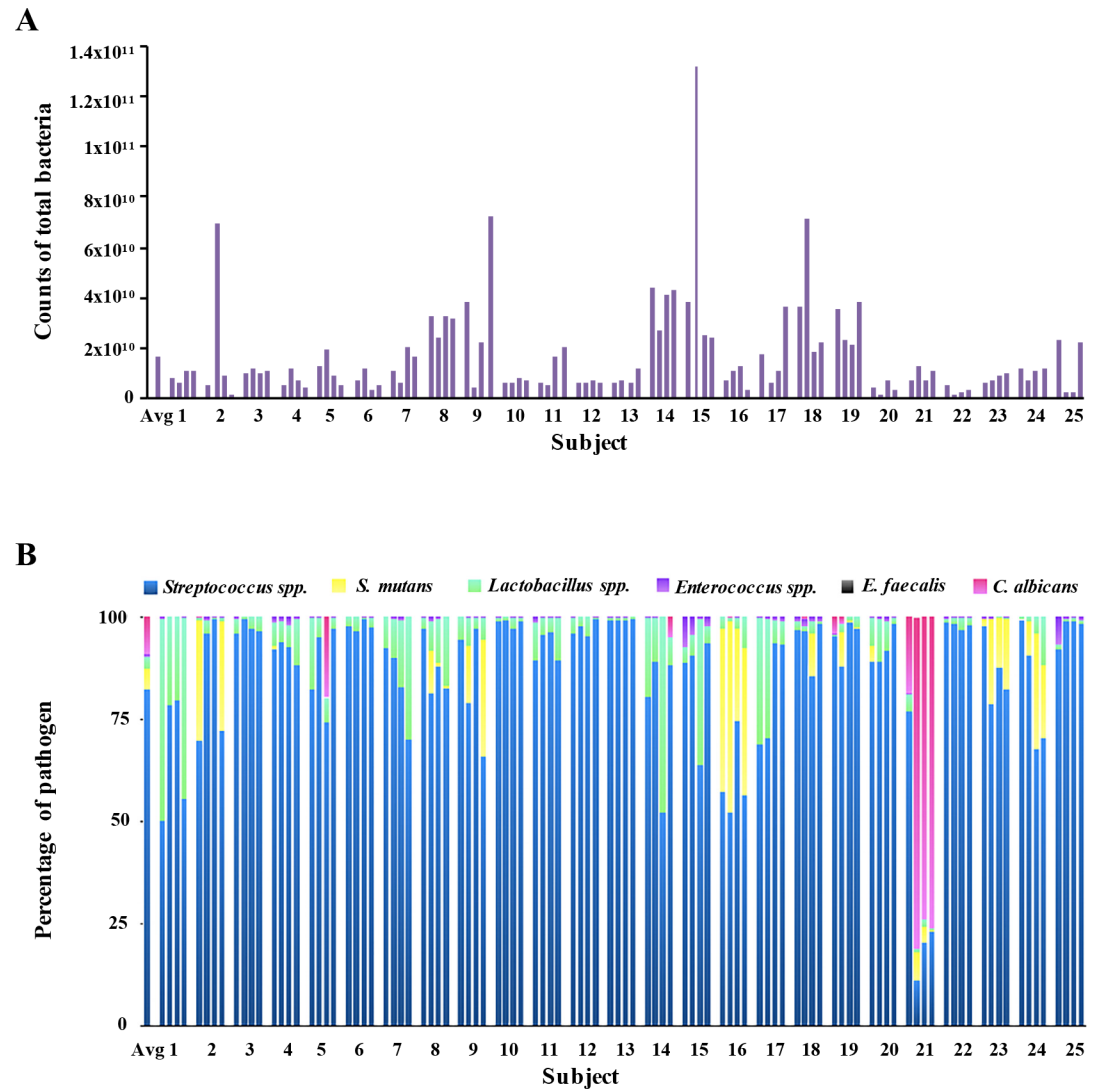 A
1.4x10¹¹
1.2x10¹¹
1x10¹¹
8x10¹⁰
6x10¹⁰
4x10¹⁰
2x10¹⁰
0
Counts of total bacteria
Avg 1 2 3 4 5 6 7 8 9 10 11 12 13 14 15 16 17 18 19 20 21 22 23 24 25
Subject
B
Streptococcus spp. S. mutans Lactobacillus spp. Enterococcus spp. E. faecalis C. albicans
100
75
50
25
0
Percentage of pathogen
Avg 1 2 3 4 5 6 7 8 9 10 11 12 13 14 15 16 17 18 19 20 21 22 23 24 25
Subject